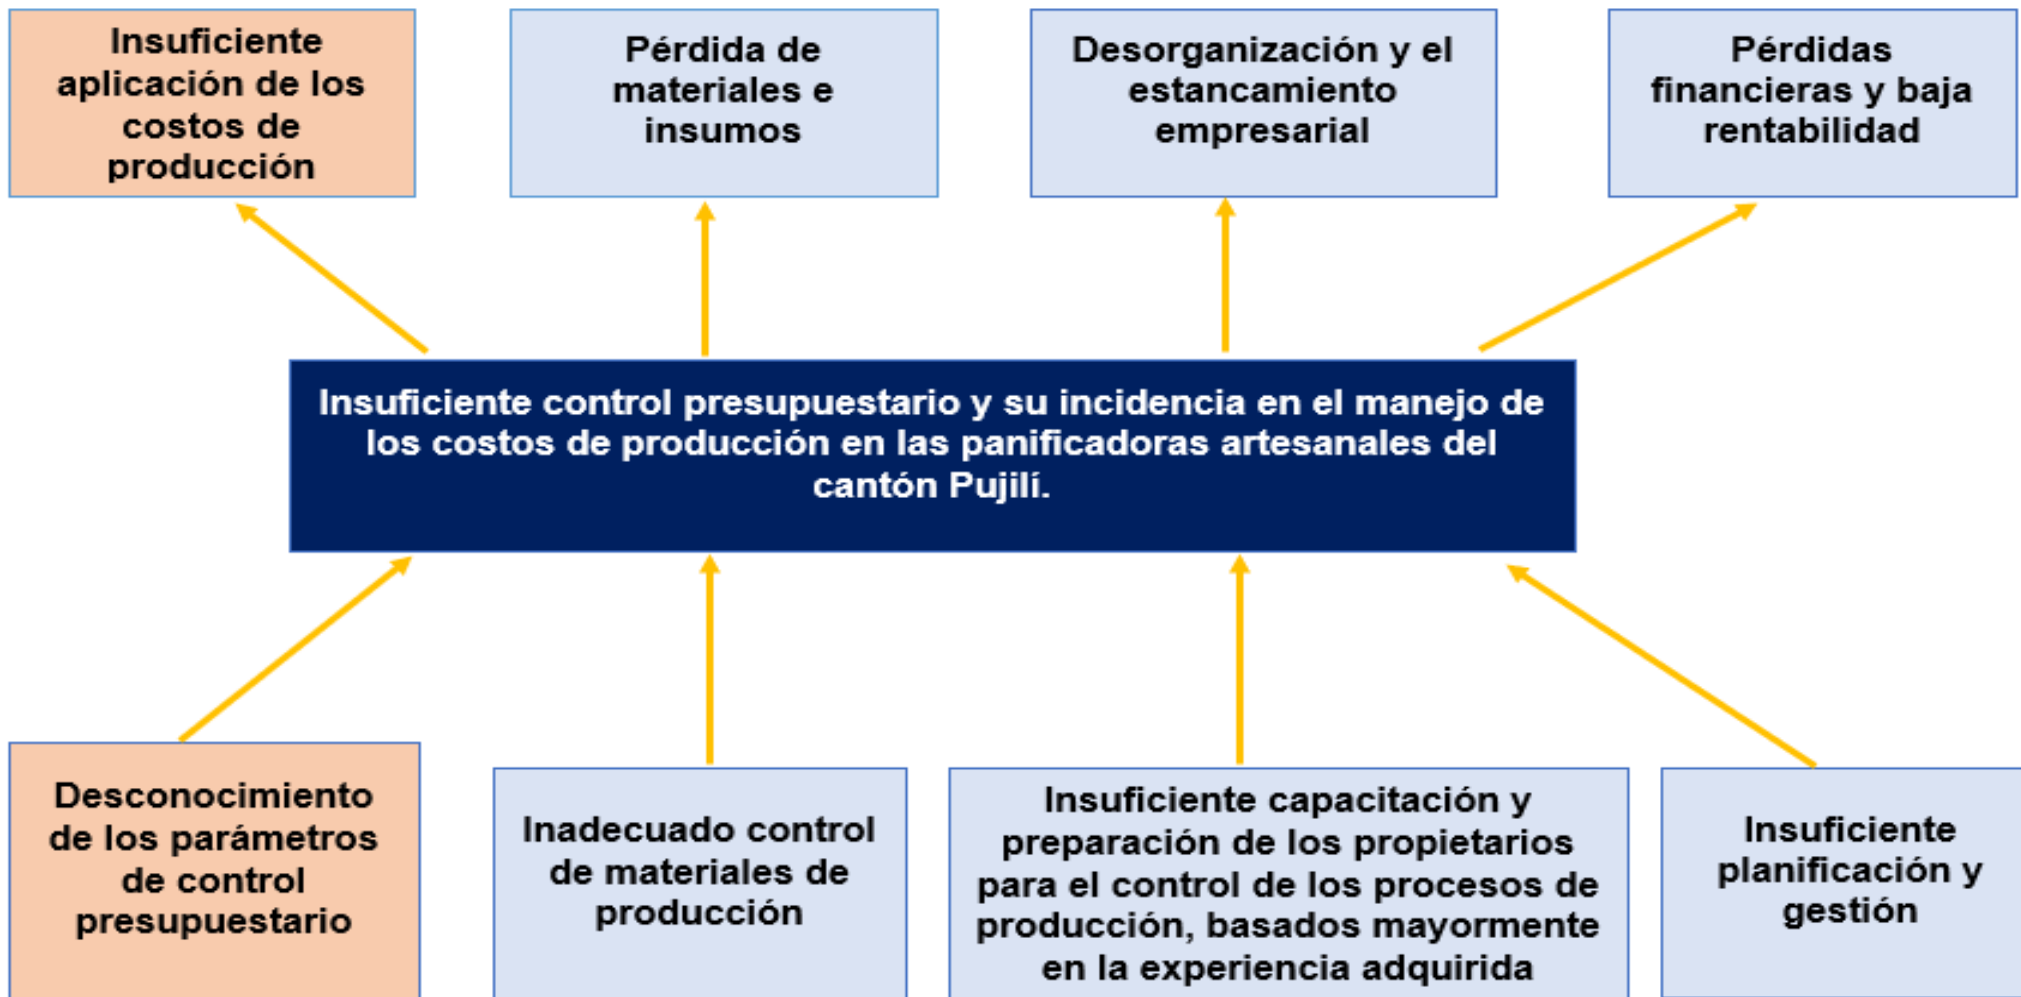 Insuficiente
aplicación de los
costos de
producción
Pérdida de
materiales e
insumos
Desorganización y el
estancamiento
empresarial
Pérdidas
financieras y baja
rentabilidad
Insuficiente control presupuestario y su incidencia en el manejo de
los costos de producción en las panificadoras artesanales del
cantón Pujilí.
Desconocimiento
de los parámetros
de control
presupuestario
Inadecuado control
de materiales de
producción
Insuficiente capacitación y
preparación de los propietarios
para el control de los procesos de
producción, basados mayormente
en la experiencia adquirida
Insuficiente
planificación y
gestión